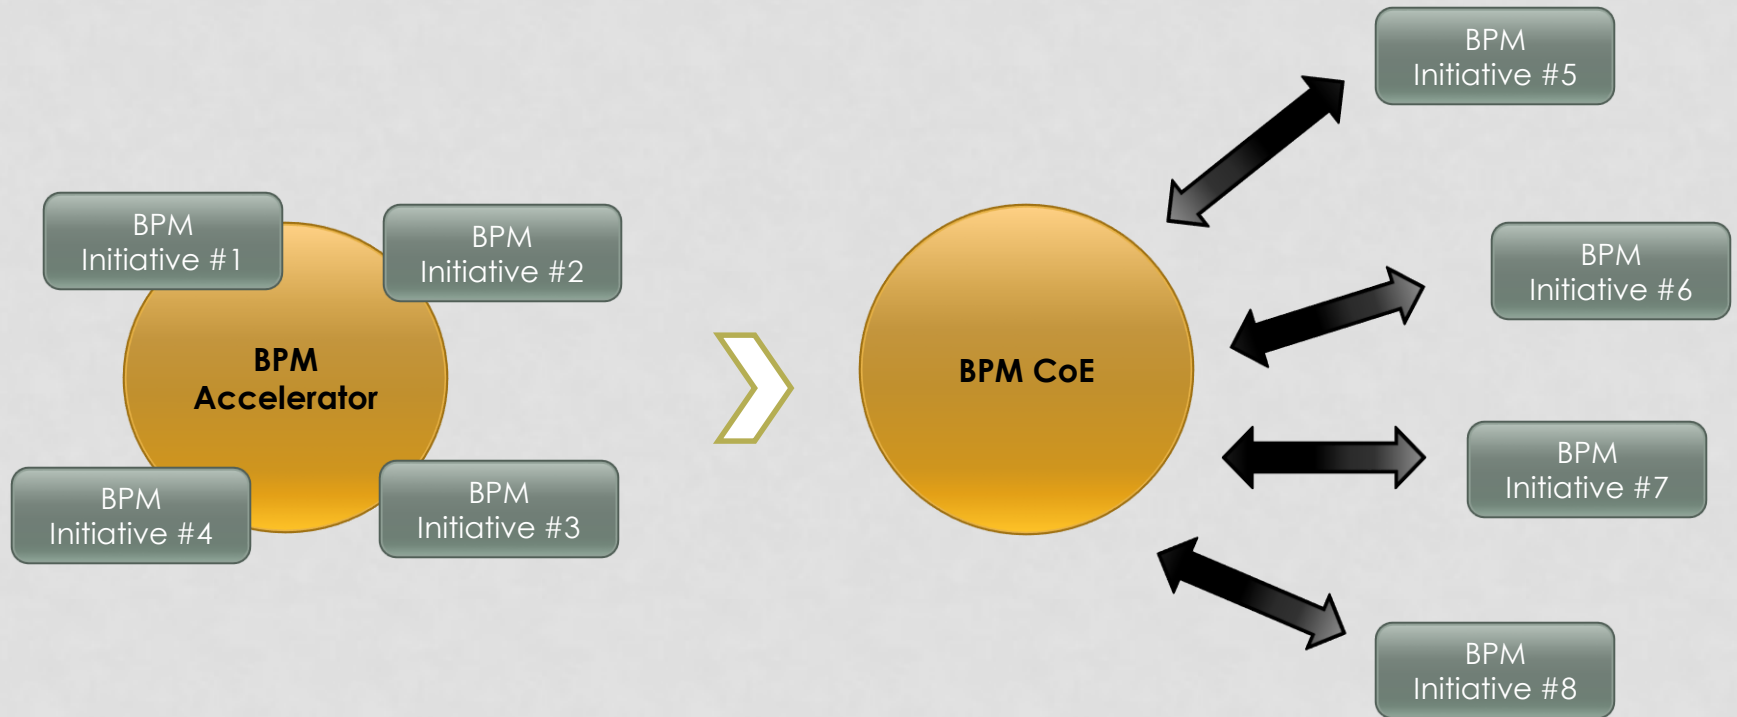 BPM
Initiative #1
BPM
Initiative #2
BPM
Accelerator
BPM
Initiative #4
BPM
Initiative #3
BPM CoE
BPM
Initiative #5
BPM
Initiative #6
BPM
Initiative #7
BPM
Initiative #8